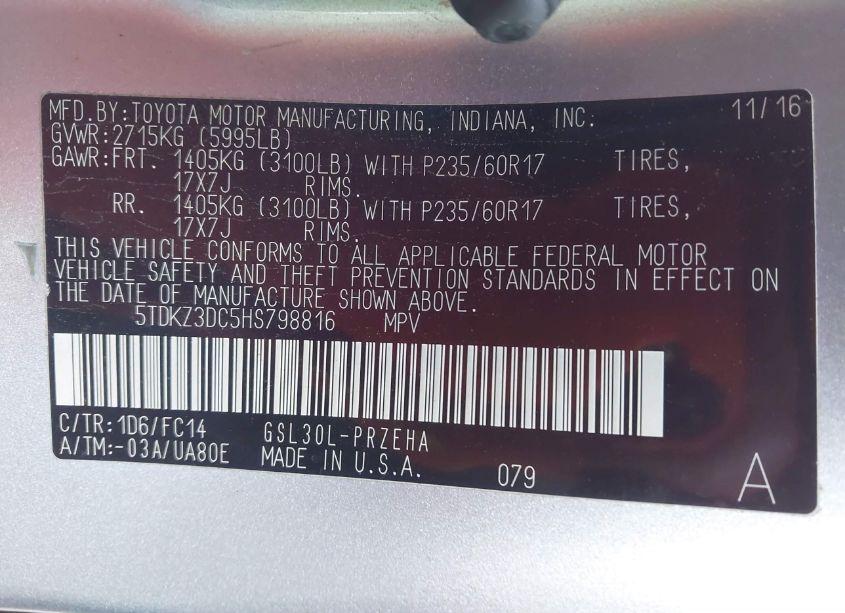 MFD.BY:TOYOTA MOTOR MANUFACTURING, INDIANA, INC. 11/16
GVWR:2715KG (5995LB)
GAWR:FRT. 1405KG (3100LB) WITH P235/60R17 TIRES,
17X7J RIMS.
RR. 1405KG (3100LB) WITH P235/60R17 TIRES,
17X7J RIMS.
THIS VEHICLE CONFORMS TO ALL APPLICABLE FEDERAL MOTOR
VEHICLE SAFETY AND THEFT PREVENTION STANDARDS IN EFFECT ON
THE DATE OF MANUFACTURE SHOWN ABOVE.
5TDKZ3DC5HS798816 MPV
C/TR:1D6/FC14 GSL30L-PRZEHA
A/TM:-03A/UA80E MADE IN U.S.A. 079 A